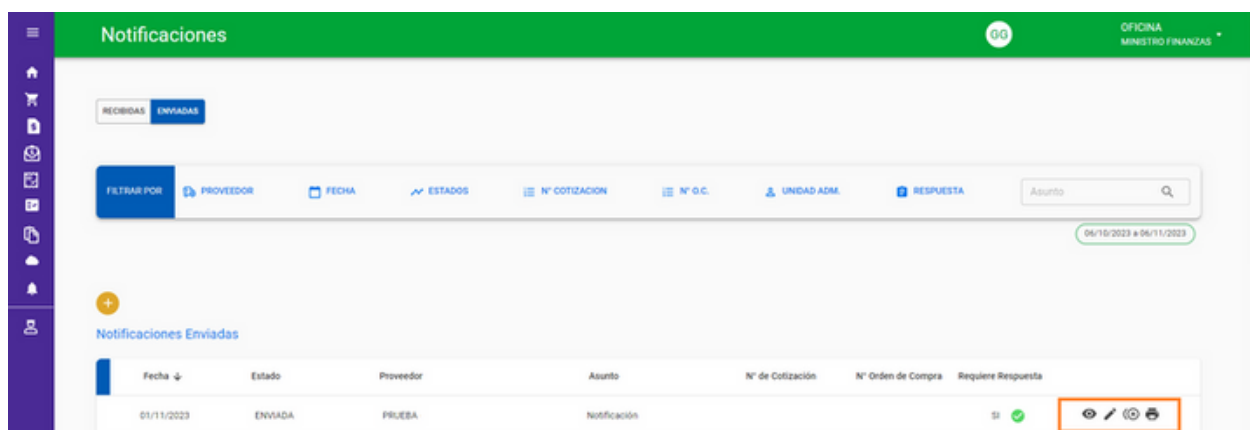 Notificaciones
GG
OFICINA
MINISTRO FINANZAS
RECIBIDAS ENVIADAS
FILTRAR POR PROVEEDOR FECHA ESTADOS N° COTIZACION N° O.C. UNIDAD ADM. RESPUESTA Asunto
06/10/2023 a 06/11/2023
Notificaciones Enviadas
Fecha Estado Proveedor Asunto N° de Cotización N° Orden de Compra Requiere Respuesta
01/11/2023 ENVIADA PRUEBA Notificación SI